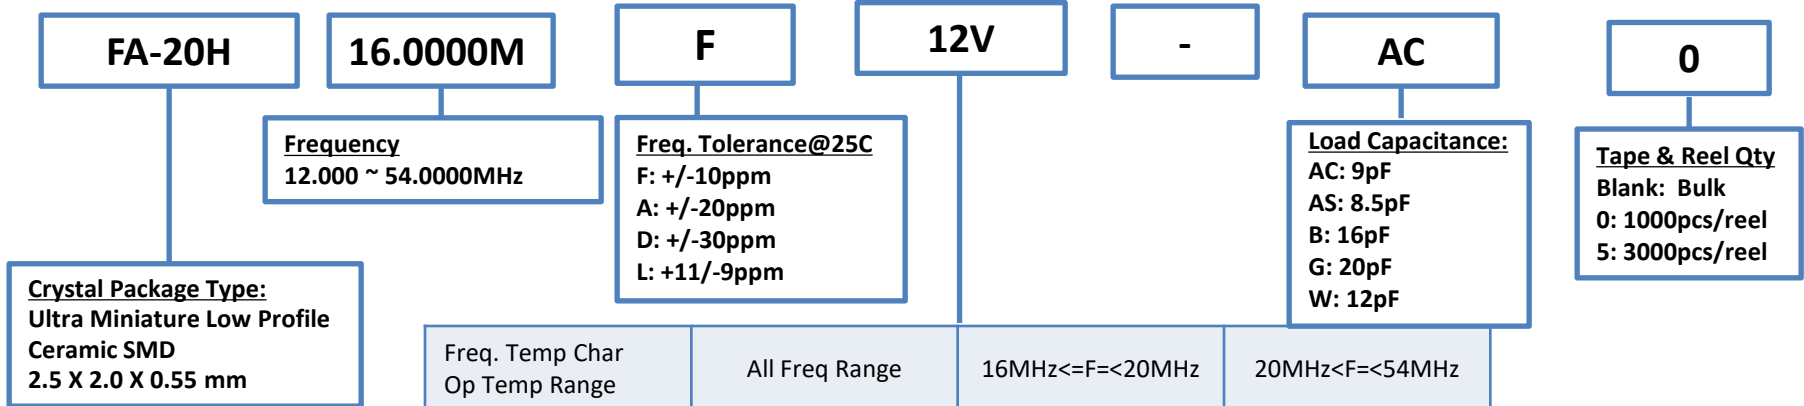 FA-20H
16.0000M
F
12V
-
AC
0
Frequency
12.000 ~ 54.0000MHz
Freq. Tolerance@25C
F: +/-10ppm
A: +/-20ppm
D: +/-30ppm
L: +11/-9ppm
Load Capacitance:
AC: 9pF
AS: 8.5pF
B: 16pF
G: 20pF
W: 12pF
Tape & Reel Qty
Blank: Bulk
0: 1000pcs/reel
5: 3000pcs/reel
Crystal Package Type:
Ultra Miniature Low Profile
Ceramic SMD
2.5 X 2.0 X 0.55 mm
Freq. Temp Char
Op Temp Range
All Freq Range
16MHz<=F=<20MHz
20MHz<F=<54MHz